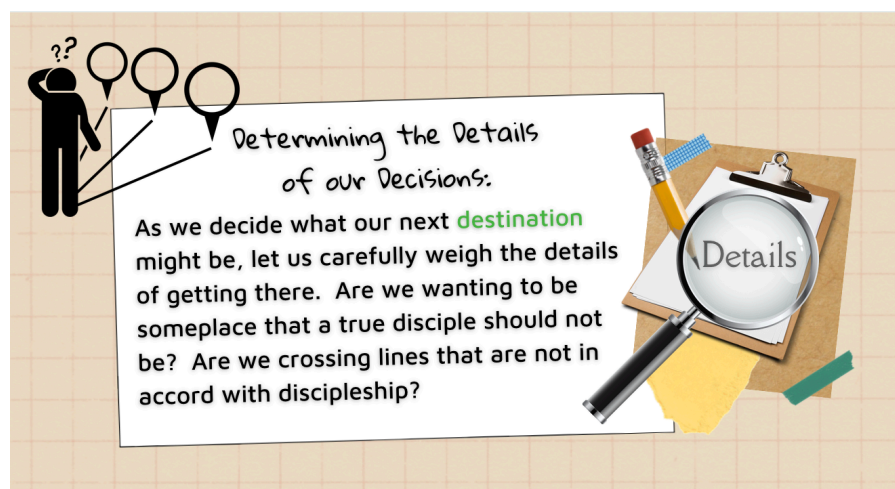 ??
Determining the Details
of our Decisions:
As we decide what our next destination
might be, let us carefully weigh the details
of getting there.  Are we wanting to be
someplace that a true disciple should not
be?  Are we crossing lines that are not in
accord with discipleship?
Details